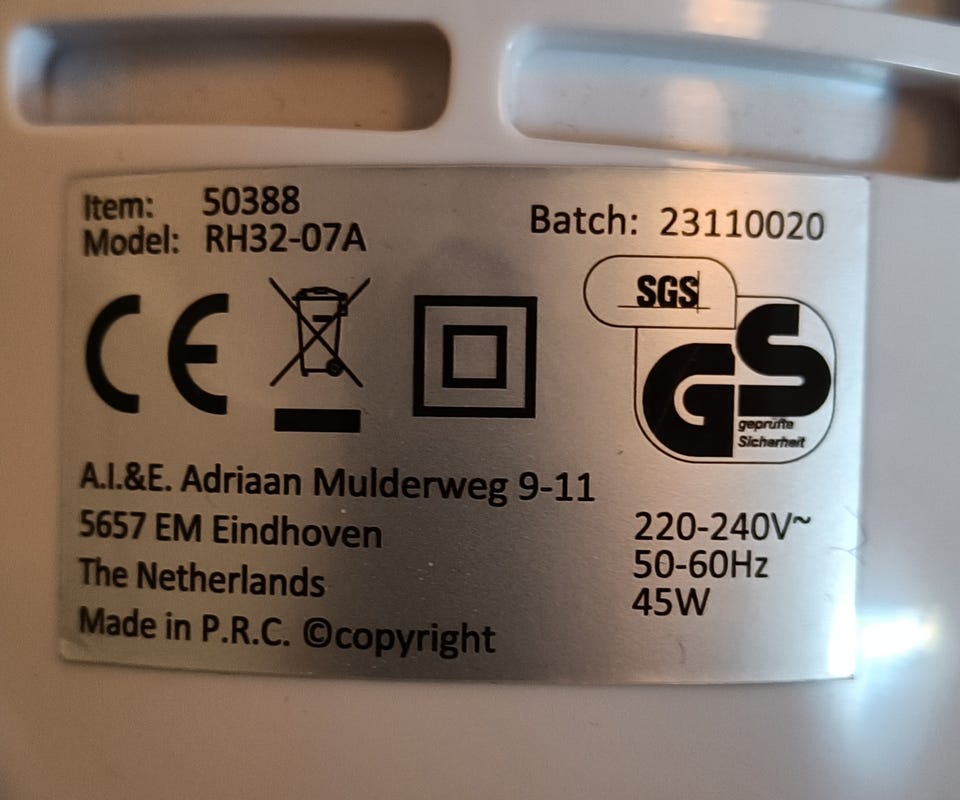 Item: 50388
Model: RH32-07A
Batch: 23110020
CE
SGS
GS
geprüfte
Sicherheit
A.I.&E. Adriaan Mulderweg 9-11
5657 EM Eindhoven
The Netherlands
Made in P.R.C. ©copyright
220-240V~
50-60Hz
45W